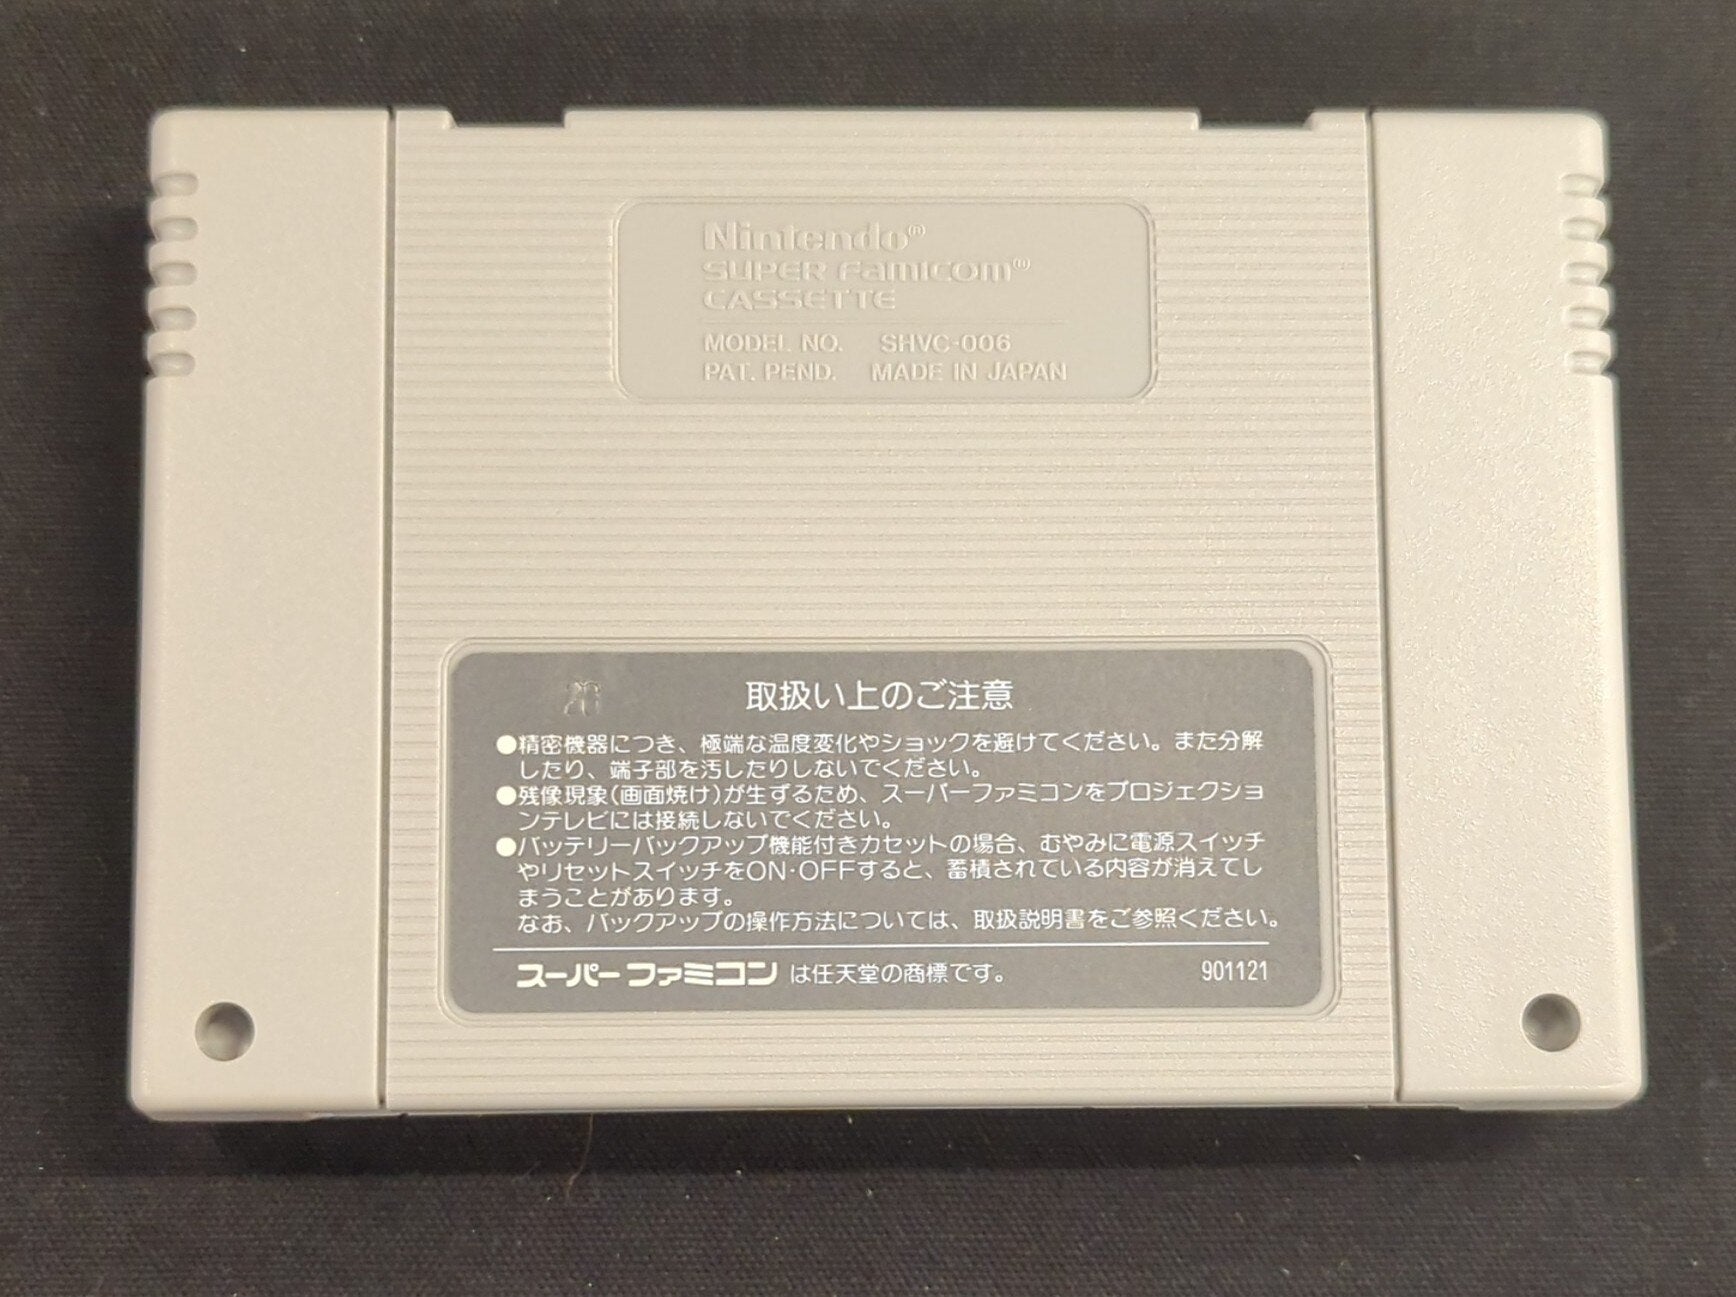 Nintendo®
SUPER Famicom®
CASSETTE
MODEL NO. SHVC-006
PAT. PEND. MADE IN JAPAN
20
取扱い上のご注意
●精密機器につき、極端な温度変化やショックを避けてください。また分解
したり、端子部を汚したりしないでください。
●残像現象(画面焼け)が生ずるため、スーパーファミコンをプロジェクショ
ンテレビには接続しないでください。
●バッテリーバックアップ機能付きカセットの場合、むやみに電源スイッチ
やリセットスイッチをON·OFFすると、蓄積されている内容が消えてし
まうことがあります。
なお、バックアップの操作方法については、取扱説明書をご参照ください。
スーパーファミコン は任天堂の商標です。 901121